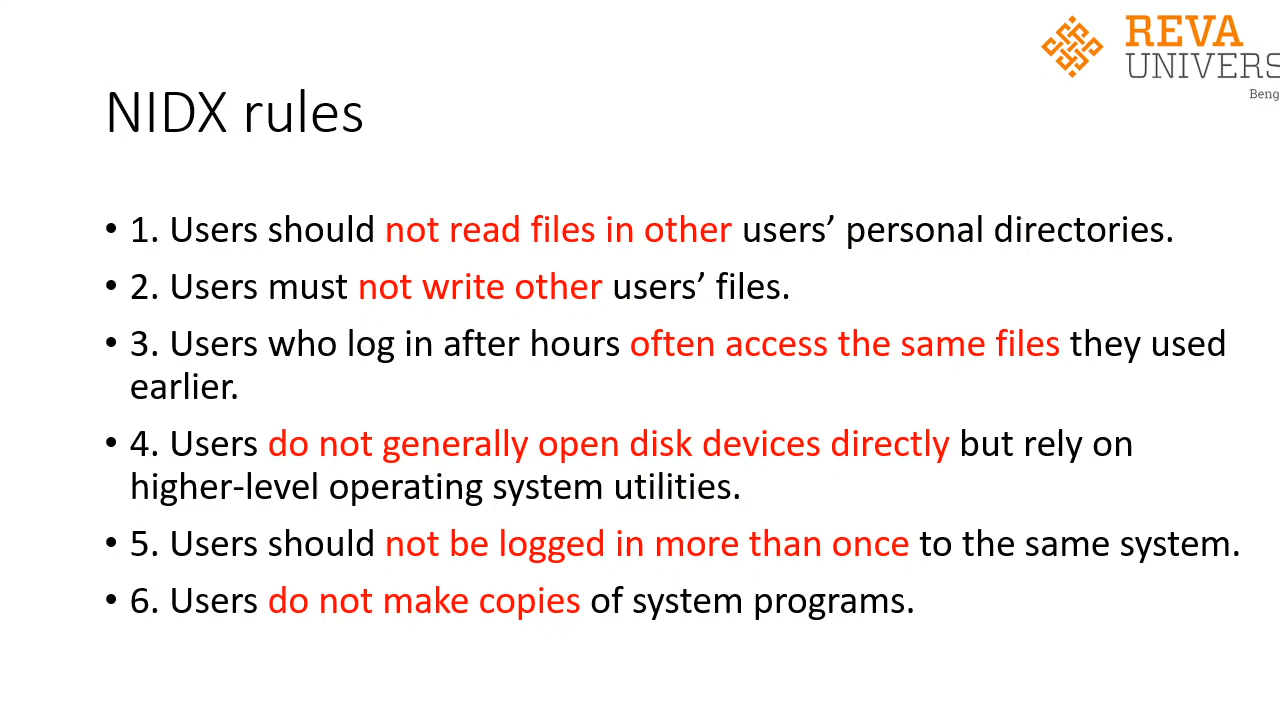 REVA
UNIVERS
Beng
NIDX rules
• 1. Users should not read files in other users’ personal directories.
• 2. Users must not write other users’ files.
• 3. Users who log in after hours often access the same files they used
earlier.
• 4. Users do not generally open disk devices directly but rely on
higher-level operating system utilities.
• 5. Users should not be logged in more than once to the same system.
• 6. Users do not make copies of system programs.